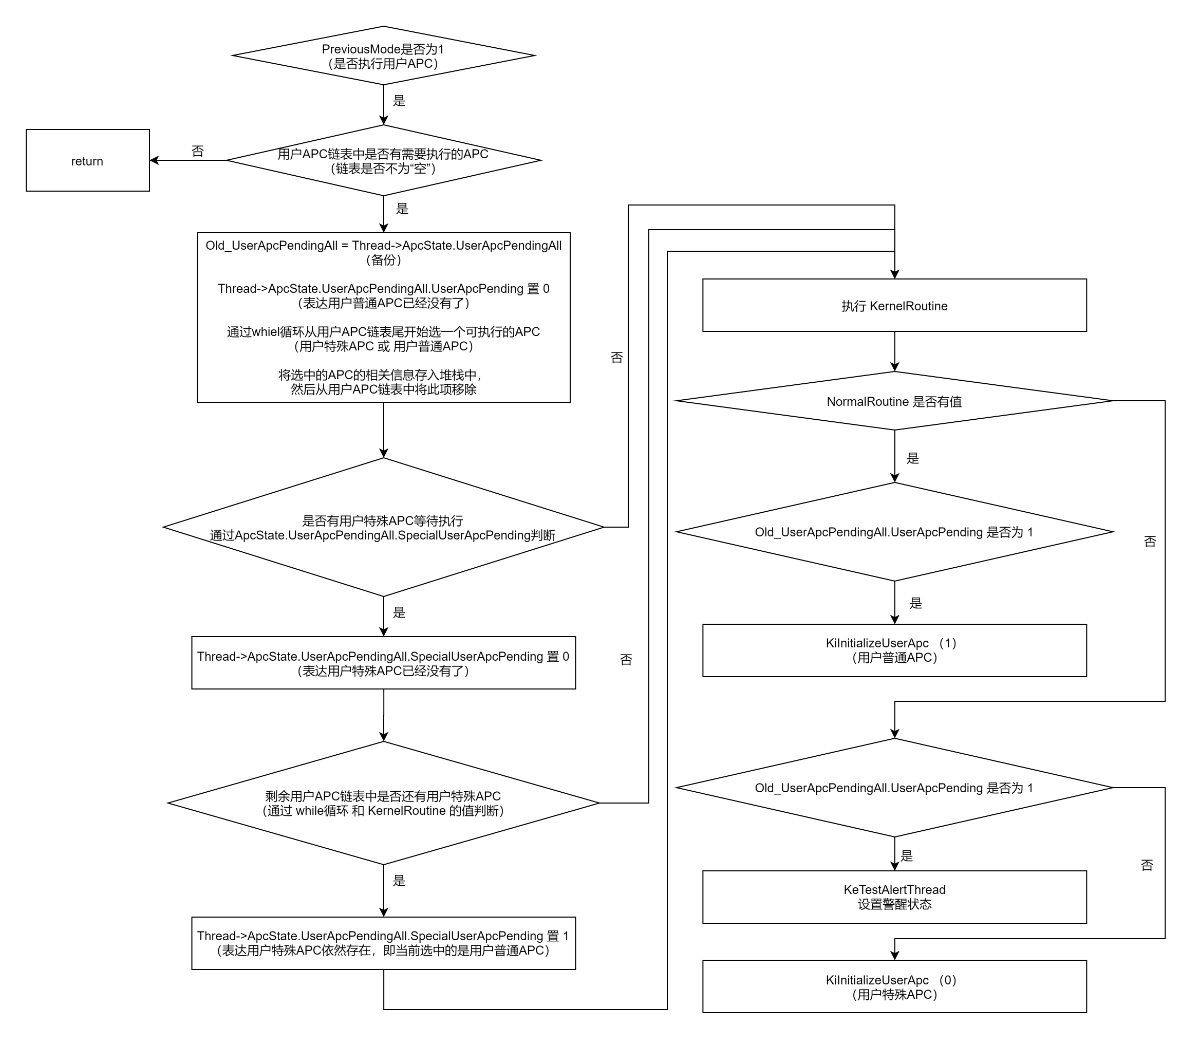 PreviousMode是否为1
（是否执行用户APC）
是
用户APC链表中是否有需要执行的APC
（链表是否不为“空”）
否
return
是
Old_UserApcPendingAll = Thread->ApcState.UserApcPendingAll
（备份）
Thread->ApcState.UserApcPendingAll.UserApcPending 置 0
（表达用户普通APC已经没有了）
通过whiel循环从用户APC链表尾开始选一个可执行的APC
（用户特殊APC 或 用户普通APC）
将选中的APC的相关信息存入堆栈中，
然后从用户APC链表中将此项移除
是否有用户特殊APC等待执行
通过ApcState.UserApcPendingAll.SpecialUserApcPending判断
否
是
Thread->ApcState.UserApcPendingAll.SpecialUserApcPending 置 0
（表达用户特殊APC已经没有了）
剩余用户APC链表中是否还有用户特殊APC
（通过 while循环 和 KernelRoutine 的值判断）
否
是
Thread->ApcState.UserApcPendingAll.SpecialUserApcPending 置 1
（表达用户特殊APC依然存在，即当前选中的是用户普通APC）
执行 KernelRoutine
NormalRoutine 是否有值
是
否
Old_UserApcPendingAll.UserApcPending 是否为 1
是
KiInitializeUserApc （1）
（用户普通APC）
Old_UserApcPendingAll.UserApcPending 是否为 1
是
否
KeTestAlertThread
设置警醒状态
KiInitializeUserApc （0）
（用户特殊APC）